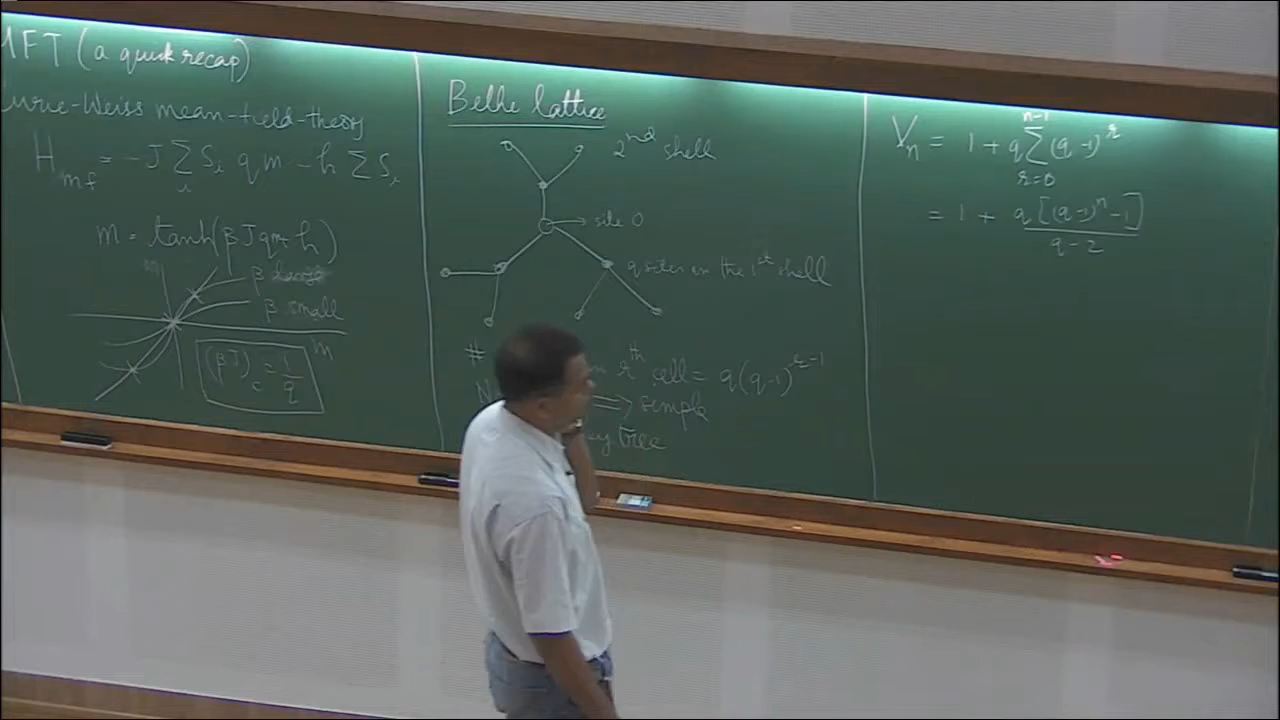 MFT (a quick recap)
Curie-Weiss mean-field-theory
H_mf = -J Σ_i S_i q m - h Σ S_i
m = tanh(βJqm + h)
m
β large
β small
m
(βJ)_c = 1/q
Bethe lattice
2nd shell
site 0
q sites on the 1st shell
# r^th cell = q(q-1)^{r-1}
N ⟹ simple
tree
V_n = 1 + q Σ_{r=0}^{n-1} (q-1)^r
= 1 + q[(q-1)^n - 1] / q-2